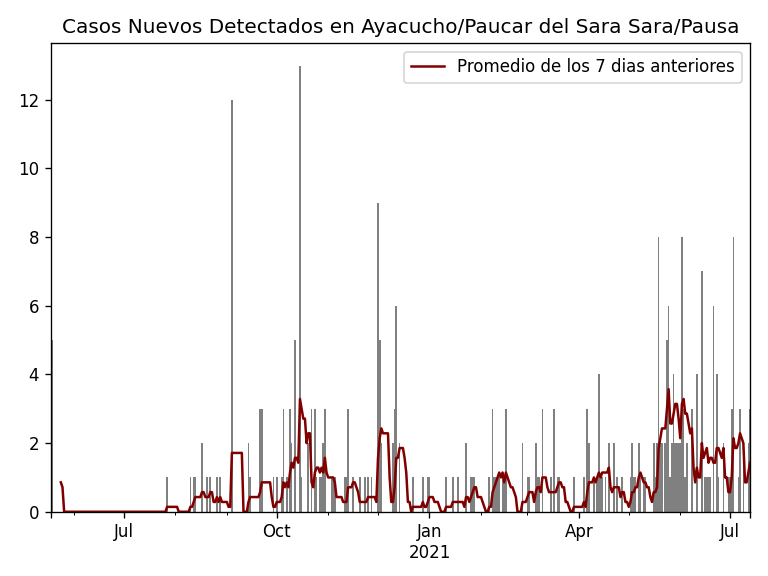 Casos Nuevos Detectados en Ayacucho/Paucar del Sara Sara/Pausa
Promedio de los 7 dias anteriores
12
10
8
6
4
2
0
Jul
Oct
Jan
2021
Apr
Jul